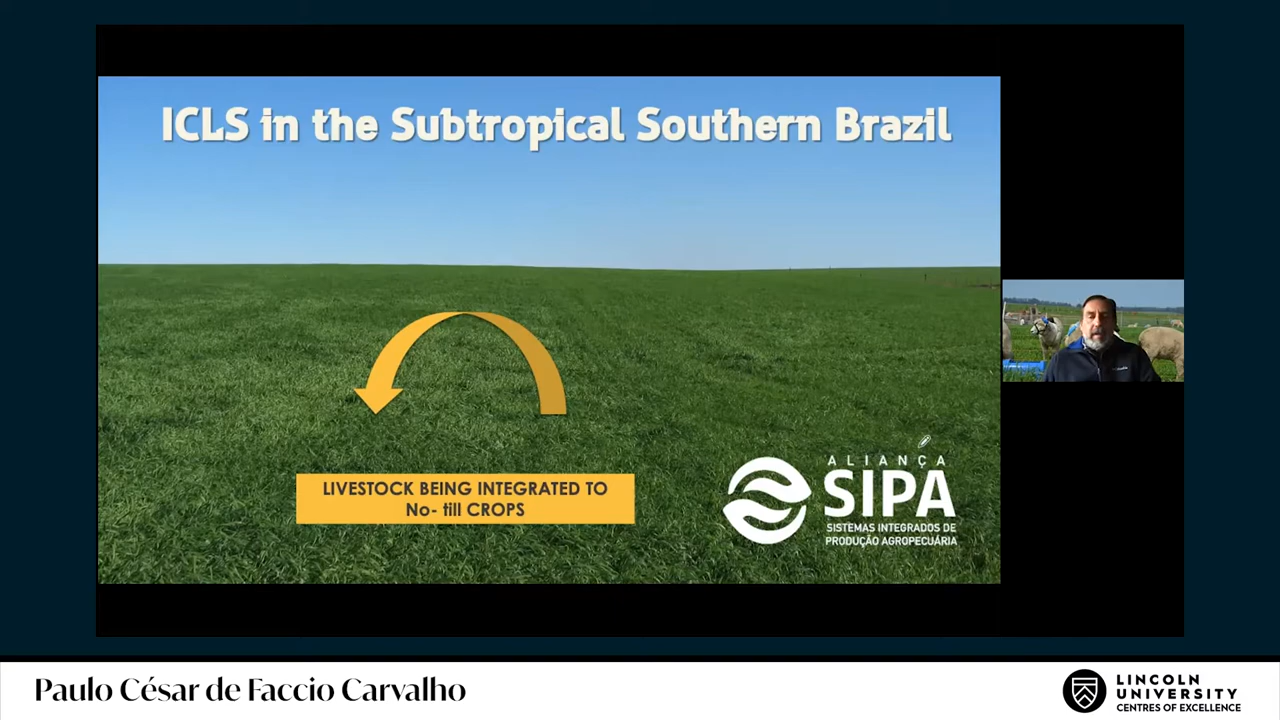 ICLS in the Subtropical Southern Brazil
LIVESTOCK BEING INTEGRATED TO
No- till CROPS
ALIANÇA
SIPA
SISTEMAS INTEGRADOS DE
PRODUÇÃO AGROPECUÁRIA
Paulo César de Faccio Carvalho
LINCOLN
UNIVERSITY
CENTRES OF EXCELLENCE